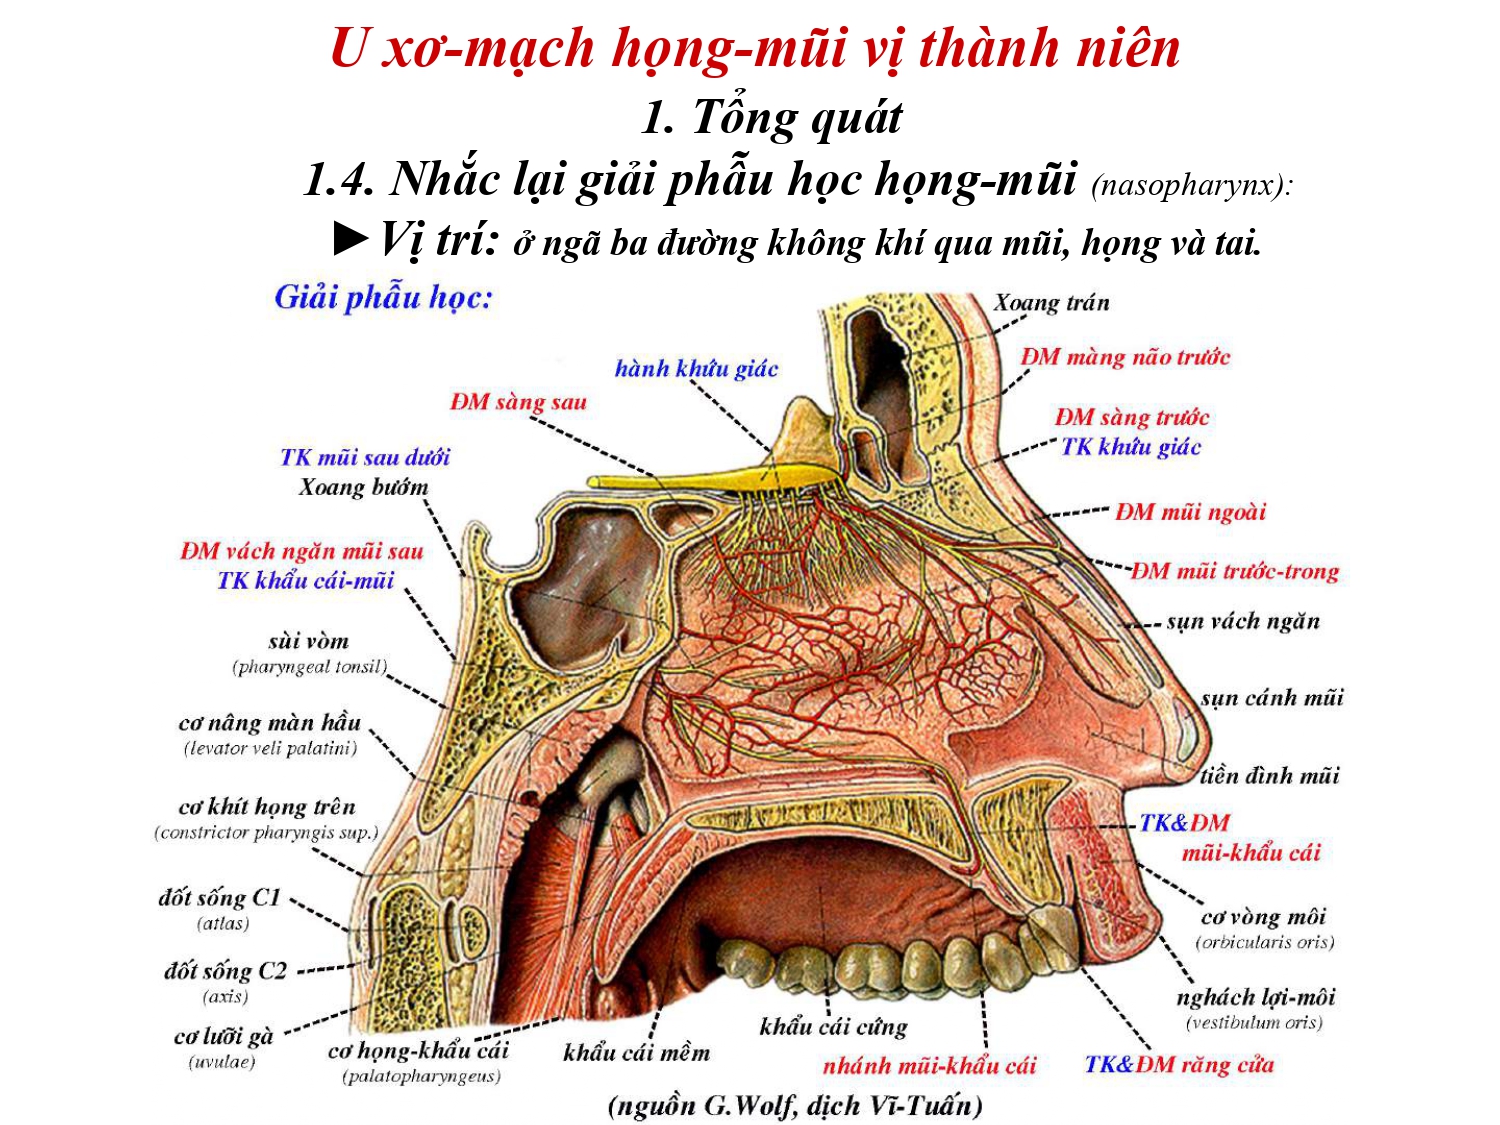 U xơ-mạch họng-mũi vị thành niên
1. Tổng quát
1.4. Nhắc lại giải phẫu học họng-mũi (nasopharynx):
►Vị trí: ở ngã ba đường không khí qua mũi, họng và tai.
Giải phẫu học:
Xoang trán
ĐM màng não trước
hành khứu giác
ĐM sàng sau
ĐM sàng trước
TK khứu giác
TK mũi sau dưới
Xoang bướm
ĐM mũi ngoài
ĐM vách ngăn mũi sau
TK khẩu cái-mũi
ĐM mũi trước-trong
sụn vách ngăn
sùi vòm
(pharyngeal tonsil)
sụn cánh mũi
cơ nâng màn hầu
(levator veli palatini)
tiền đình mũi
cơ khít họng trên
(constrictor pharyngis sup.)
TK&ĐM
mũi-khẩu cái
đốt sống C1
(atlas)
cơ vòng môi
(orbicularis oris)
đốt sống C2
(axis)
nghách lợi-môi
(vestibulum oris)
cơ lưỡi gà
(uvulae)
cơ họng-khẩu cái
(palatopharyngeus)
khẩu cái mềm
khẩu cái cứng
nhánh mũi-khẩu cái
TK&ĐM răng cửa
(nguồn G.Wolf, dịch Vĩ-Tuấn)